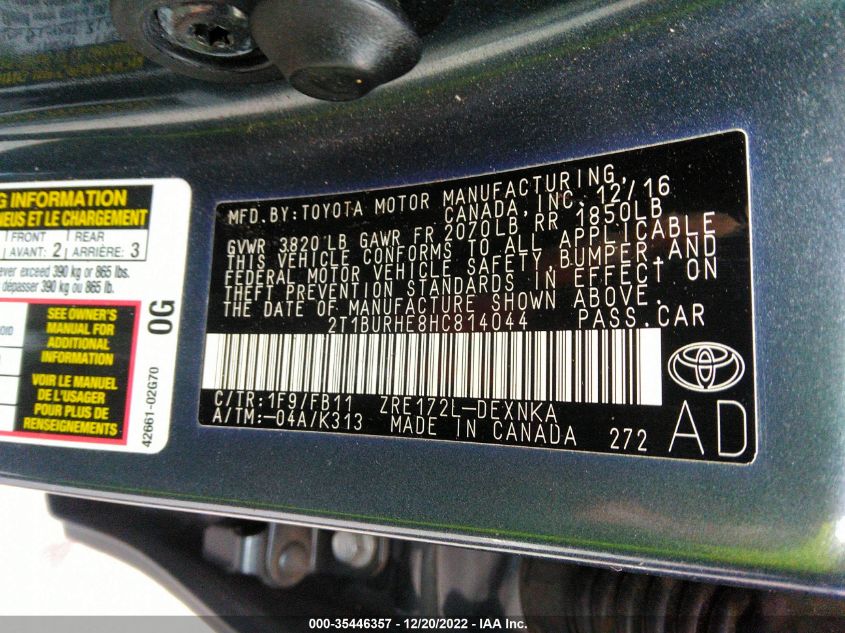 G INFORMATION
NEUS ET LE CHARGEMENT
FRONT REAR
AVANT: 2 ARRIÈRE: 3
ever exceed 390 kg or 865 lbs.
dépasser 390 kg ou 865 lb.
SEE OWNER'S
MANUAL FOR
ADDITIONAL
INFORMATION
VOIR LE MANUEL
DE L'USAGER
POUR PLUS DE
RENSEIGNEMENTS
0G
42661-02G70
MFD.BY:TOYOTA MOTOR MANUFACTURING,
CANADA,INC. 12/16
GVWR 3820LB GAWR FR 2070LB RR 1850LB
THIS VEHICLE CONFORMS TO ALL APPLICABLE
FEDERAL MOTOR VEHICLE SAFETY,BUMPER,AND
THEFT PREVENTION STANDARDS IN EFFECT ON
THE DATE OF MANUFACTURE SHOWN ABOVE.
2T1BURHE8HC814044 PASS.CAR
C/TR:1F9/FB11 ZRE172L-DEXNKA
A/TM:-04A/K313 MADE IN CANADA 272
AD
000-35446357 - 12/20/2022 - IAA Inc.